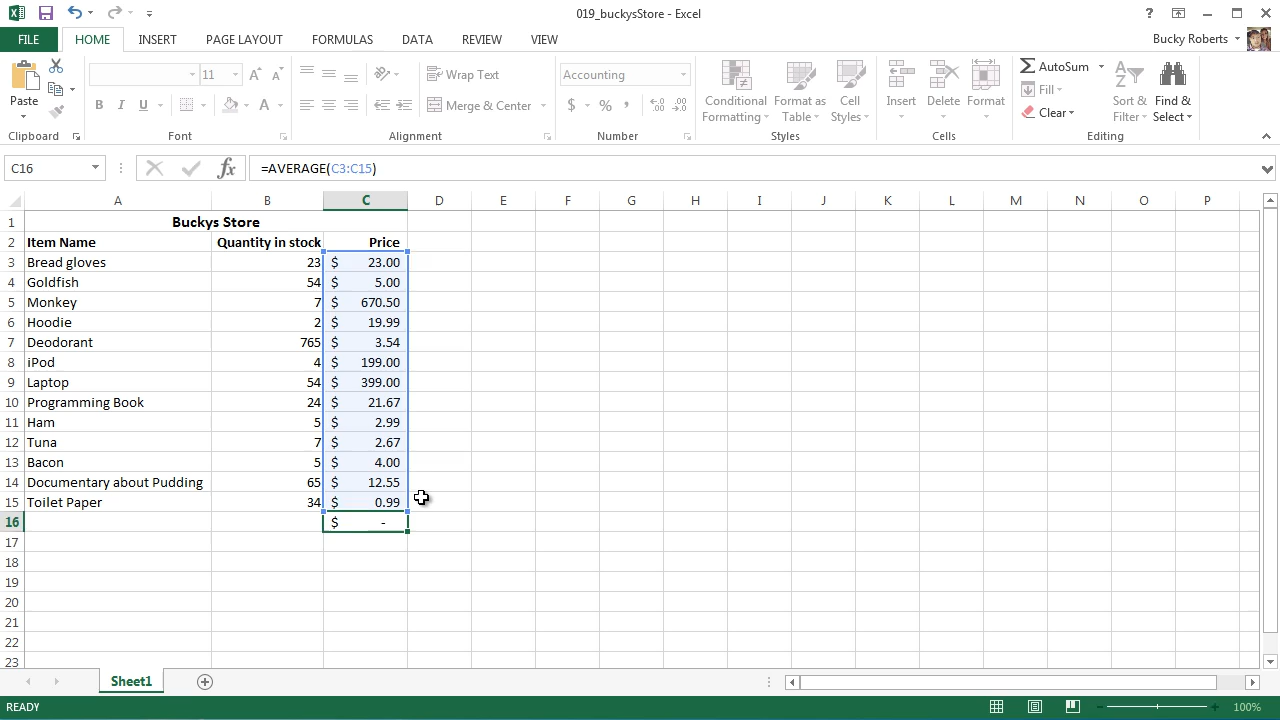 019_buckysStore - Excel
?
FILE HOME INSERT PAGE LAYOUT FORMULAS DATA REVIEW VIEW Bucky Roberts
Paste
11
Wrap Text
Accounting
Conditional Formatting
Format as Table
Cell Styles
Insert
Delete
Format
AutoSum
Sort & Filter
Find & Select
B I U A
Merge & Center
$ % ,
Fill
Clear
Clipboard Font Alignment Number Styles Cells Editing
C16 fx =AVERAGE(C3:C15)
A B C D E F G H I J K L M N O P
1 Buckys Store
2 Item Name Quantity in stock Price
3 Bread gloves 23 $ 23.00
4 Goldfish 54 $ 5.00
5 Monkey 7 $ 670.50
6 Hoodie 2 $ 19.99
7 Deodorant 765 $ 3.54
8 iPod 4 $ 199.00
9 Laptop 54 $ 399.00
10 Programming Book 24 $ 21.67
11 Ham 5 $ 2.99
12 Tuna 7 $ 2.67
13 Bacon 5 $ 4.00
14 Documentary about Pudding 65 $ 12.55
15 Toilet Paper 34 $ 0.99
16 $ -
17
18
19
20
21
22
23
Sheet1
READY 100%